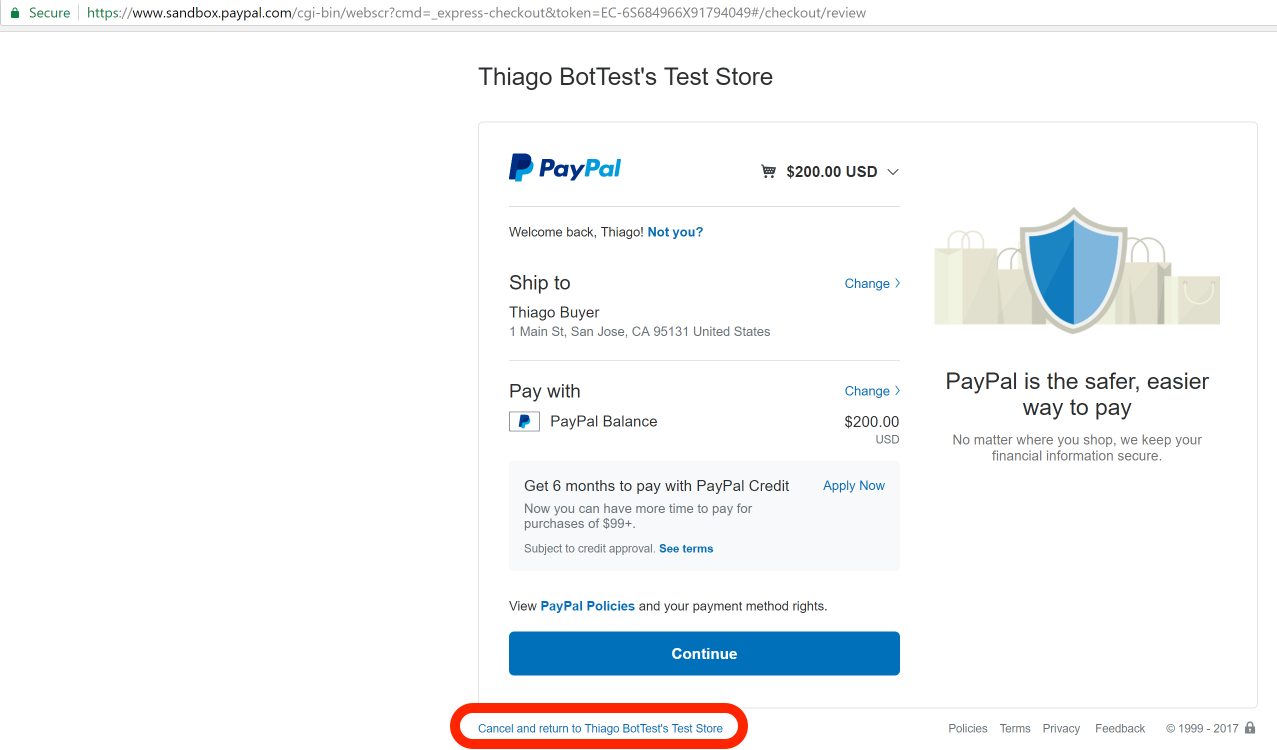 Secure https://www.sandbox.paypal.com/cgi-bin/webscr?cmd=_express-checkout&token=EC-6S684966X91794049#/checkout/review
Thiago BotTest's Test Store
PayPal
$200.00 USD
Welcome back, Thiago! Not you?
Ship to
Change
Thiago Buyer
1 Main St, San Jose, CA 95131 United States
Pay with
Change
PayPal Balance
$200.00
USD
Get 6 months to pay with PayPal Credit
Apply Now
Now you can have more time to pay for
purchases of $99+.
Subject to credit approval. See terms
View PayPal Policies and your payment method rights.
Continue
PayPal is the safer, easier
way to pay
No matter where you shop, we keep your
financial information secure.
Cancel and return to Thiago BotTest's Test Store
Policies Terms Privacy Feedback © 1999 - 2017